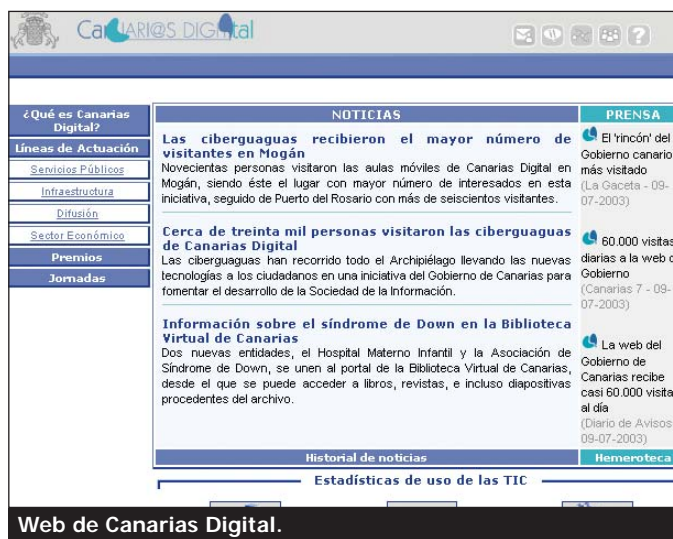 Canari@s Digital
¿Qué es Canarias
Digital?
Líneas de Actuación
Servicios Públicos
Infraestructura
Difusión
Sector Económico
Premios
Jornadas
NOTICIAS
Las ciberguaguas recibieron el mayor número de
visitantes en Mogán
Novecientas personas visitaron las aulas móviles de Canarias Digital en
Mogán, siendo éste el lugar con mayor número de interesados en esta
iniciativa, seguido de Puerto del Rosario con más de seiscientos visitantes.
Cerca de treinta mil personas visitaron las ciberguaguas
de Canarias Digital
Las ciberguaguas han recorrido todo el Archipiélago llevando las nuevas
tecnologías a los ciudadanos en una iniciativa del Gobierno de Canarias para
fomentar el desarrollo de la Sociedad de la Información.
Información sobre el síndrome de Down en la Biblioteca
Virtual de Canarias
Dos nuevas entidades, el Hospital Materno Infantil y la Asociación de
Síndrome de Down, se unen al portal de la Biblioteca Virtual de Canarias,
desde el que se puede acceder a libros, revistas, e incluso diapositivas
procedentes del archivo.
Historial de noticias
PRENSA
El 'rincón' del
Gobierno canario
más visitado
(La Gaceta - 09-
07-2003)
60.000 visitas
diarias a la web
Gobierno
(Canarias 7 - 09-
07-2003)
La web del
Gobierno de
Canarias recibe
casi 60.000 visita
al día
(Diario de Avisos
09-07-2003)
Hemeroteca
Estadísticas de uso de las TIC
Web de Canarias Digital.